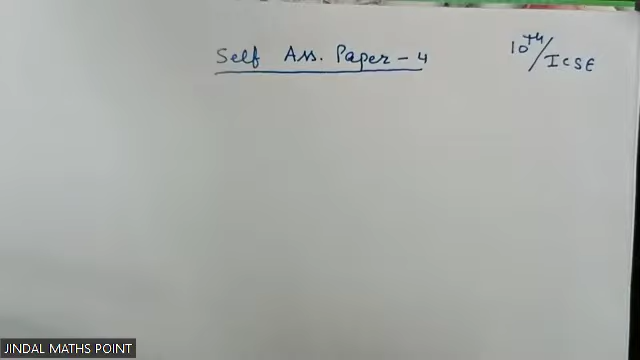 Self Ass. Paper - 4
10th/ICSE
JINDAL MATHS POINT